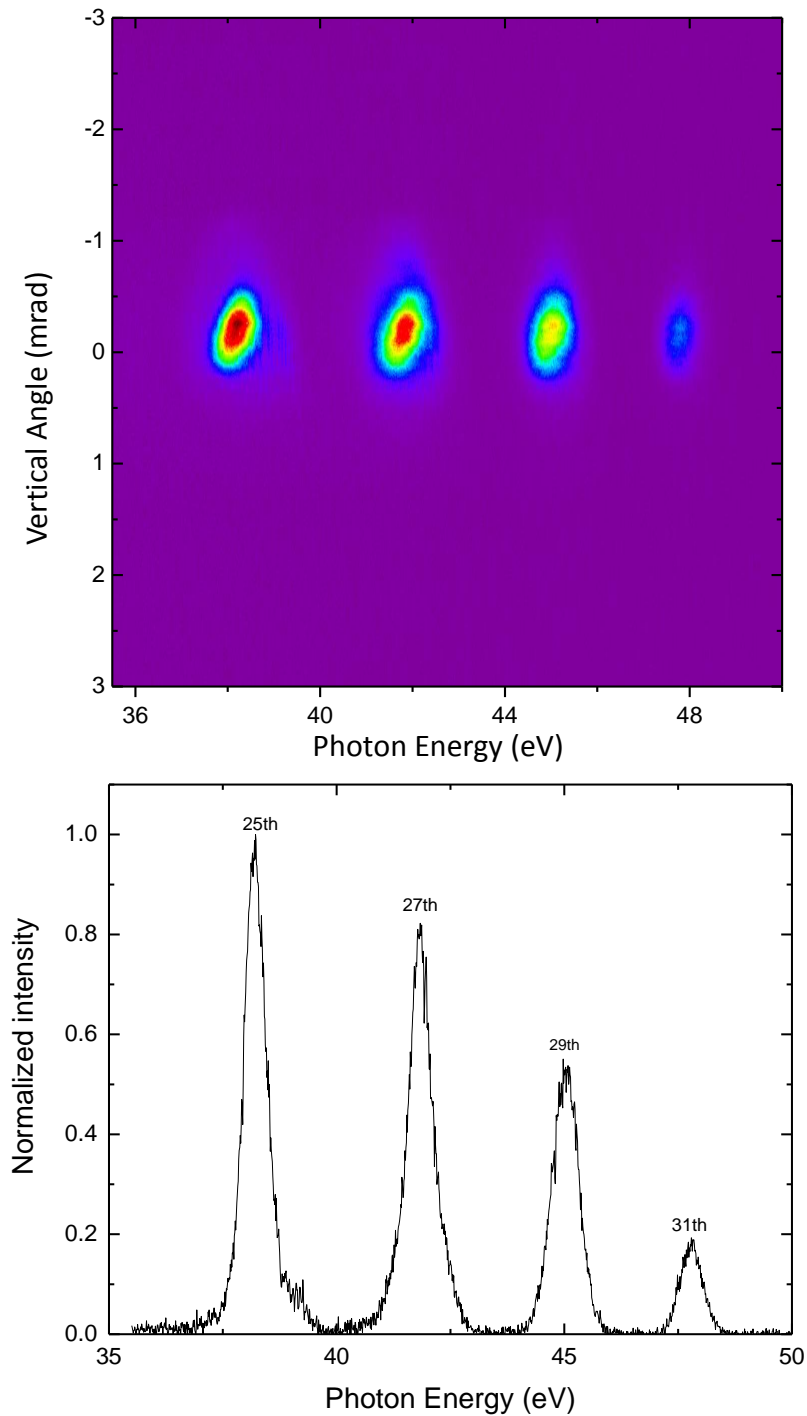 -3
-2
-1
0
1
2
3
Vertical Angle (mrad)
36 40 44 48
Photon Energy (eV)
1.0
0.8
0.6
0.4
0.2
0.0
Normalized intensity
25th
27th
29th
31th
35 40 45 50
Photon Energy (eV)